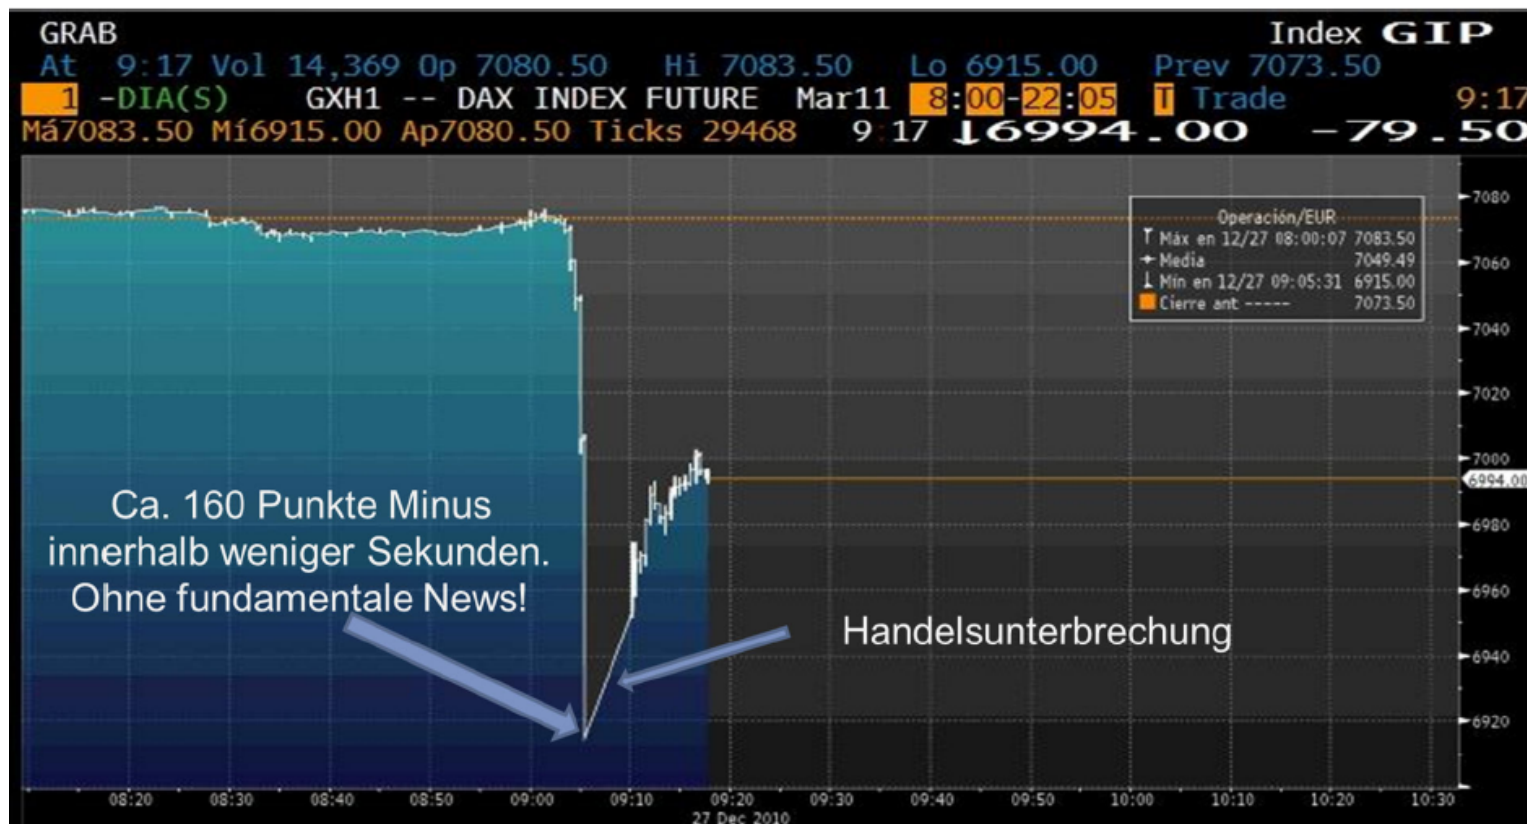 GRAB Index GIP
At 9:17 Vol 14,369 Op 7080.50 Hi 7083.50 Lo 6915.00 Prev 7073.50
1 -DIA(S) GXH1 -- DAX INDEX FUTURE Mar11 8:00-22:05 T Trade 9:17
Má7083.50 Mí6915.00 Ap7080.50 Ticks 29468 9:17 ↓6994.00 -79.50
Operación/EUR
Máx en 12/27 08:00:07 7083.50
Media 7049.49
Mín en 12/27 09:05:31 6915.00
Cierre ant ----- 7073.50
7080
7060
7040
7020
7000
6994.00
6980
6960
6940
6920
Ca. 160 Punkte Minus
innerhalb weniger Sekunden.
Ohne fundamentale News!
Handelsunterbrechung
08:20 08:30 08:40 08:50 09:00 09:10 09:20 09:30 09:40 09:50 10:00 10:10 10:20 10:30
27 Dec 2010